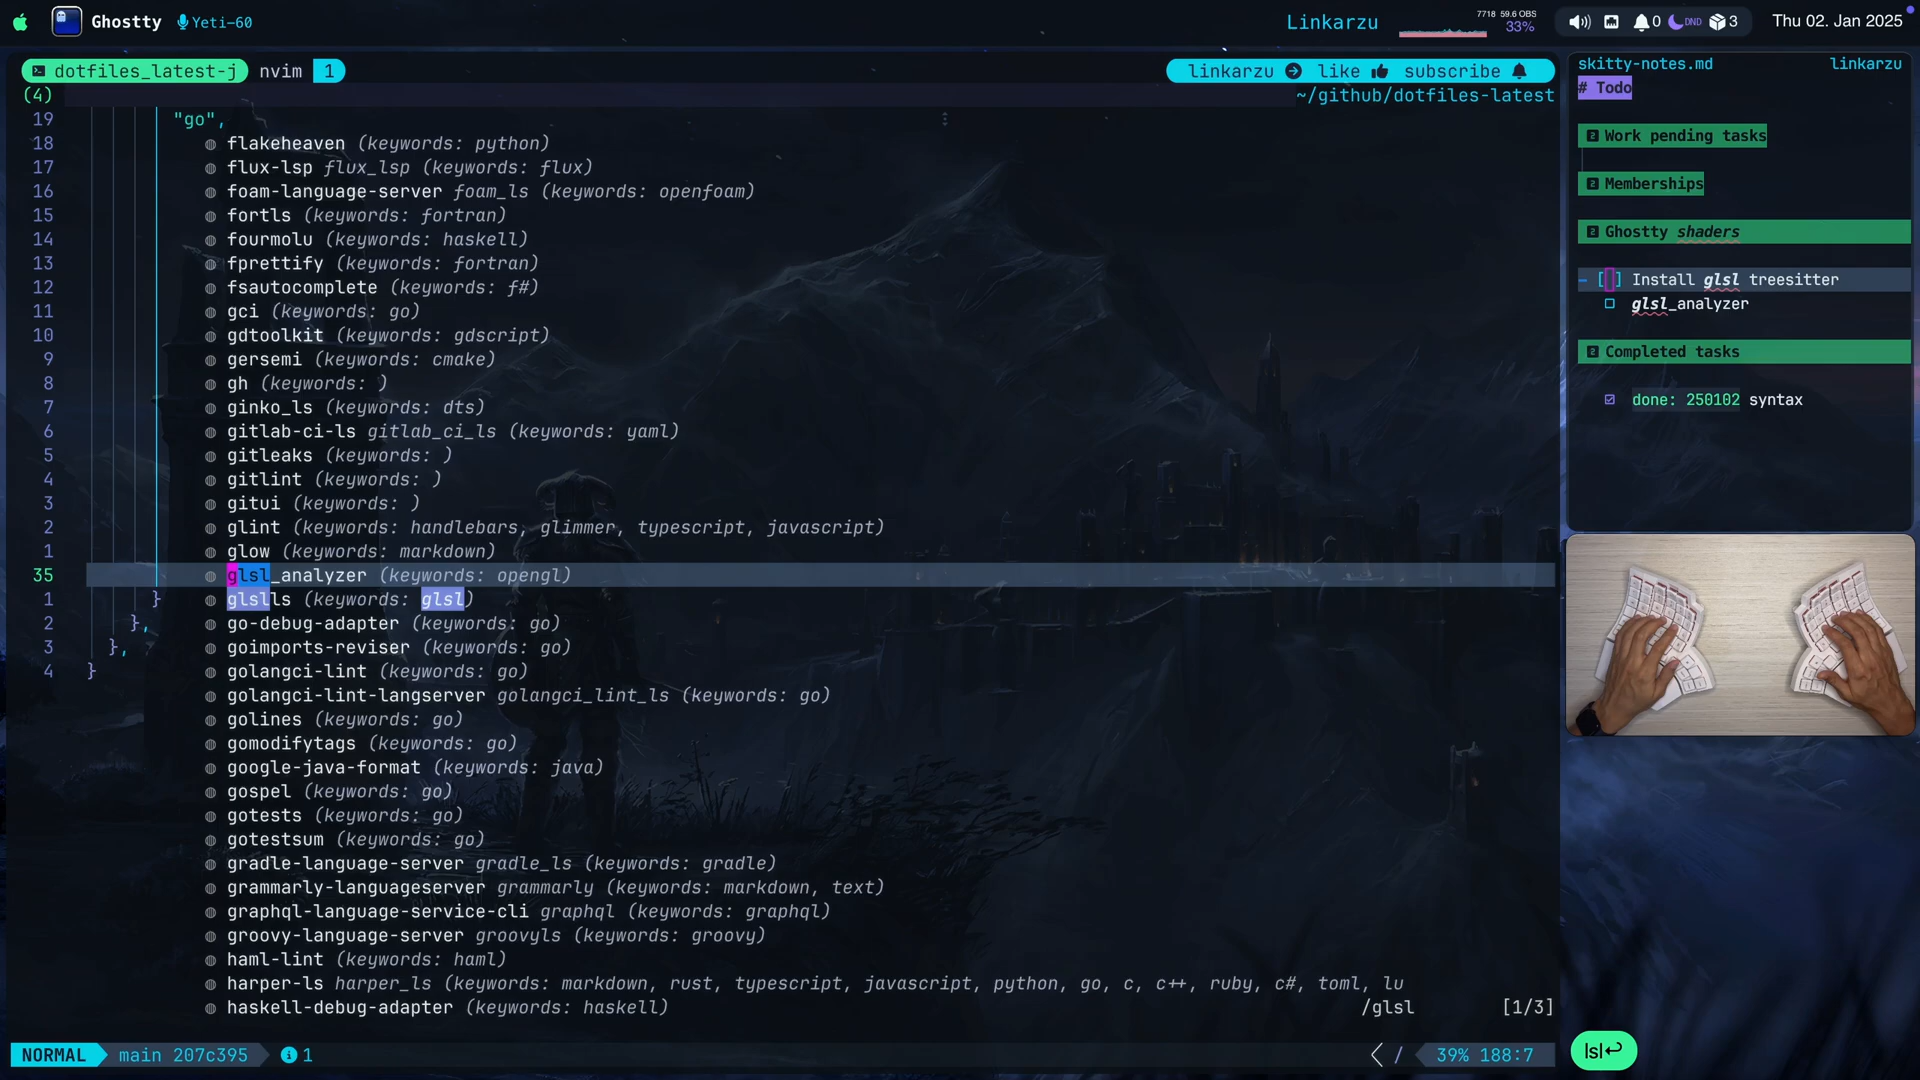 Ghostty Yeti-60
Linkarzu
7718 59.6 OBS
33%
0 DND 3
Thu 02. Jan 2025
dotfiles_latest-j nvim 1
linkarzu like subscribe
(4)
~/github/dotfiles-latest
19 "go",
18 flakeheaven (keywords: python)
17 flux-lsp flux_lsp (keywords: flux)
16 foam-language-server foam_ls (keywords: openfoam)
15 fortls (keywords: fortran)
14 fourmolu (keywords: haskell)
13 fprettify (keywords: fortran)
12 fsautocomplete (keywords: f#)
11 gci (keywords: go)
10 gdtoolkit (keywords: gdscript)
9 gersemi (keywords: cmake)
8 gh (keywords: )
7 ginko_ls (keywords: dts)
6 gitlab-ci-ls gitlab_ci_ls (keywords: yaml)
5 gitleaks (keywords: )
4 gitlint (keywords: )
3 gitui (keywords: )
2 glint (keywords: handlebars, glimmer, typescript, javascript)
1 glow (keywords: markdown)
35 glsl_analyzer (keywords: opengl)
1 } glslls (keywords: glsl)
2 }, go-debug-adapter (keywords: go)
3 }, goimports-reviser (keywords: go)
4 } golangci-lint (keywords: go)
golangci-lint-langserver golangci_lint_ls (keywords: go)
golines (keywords: go)
gomodifytags (keywords: go)
google-java-format (keywords: java)
gospel (keywords: go)
gotests (keywords: go)
gotestsum (keywords: go)
gradle-language-server gradle_ls (keywords: gradle)
grammarly-languageserver grammarly (keywords: markdown, text)
graphql-language-service-cli graphql (keywords: graphql)
groovy-language-server groovyls (keywords: groovy)
haml-lint (keywords: haml)
harper-ls harper_ls (keywords: markdown, rust, typescript, javascript, python, go, c, c++, ruby, c#, toml, lu
haskell-debug-adapter (keywords: haskell)
/glsl [1/3]
NORMAL main 207c395 1
/ 39% 188:7
skitty-notes.md linkarzu
# Todo
2 Work pending tasks
2 Memberships
2 Ghostty shaders
- [ ] Install glsl treesitter
glsl_analyzer
2 Completed tasks
done: 250102 syntax
lsl↩